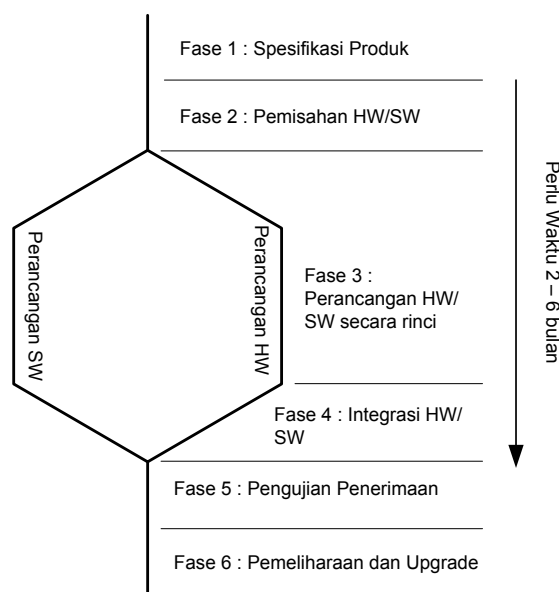 Fase 1 : Spesifikasi Produk
Fase 2 : Pemisahan HW/SW
Perancangan SW
Perancangan HW
Fase 3 :
Perancangan HW/
SW secara rinci
Perlu Waktu 2 – 6 bulan
Fase 4 : Integrasi HW/
SW
Fase 5 : Pengujian Penerimaan
Fase 6 : Pemeliharaan dan Upgrade